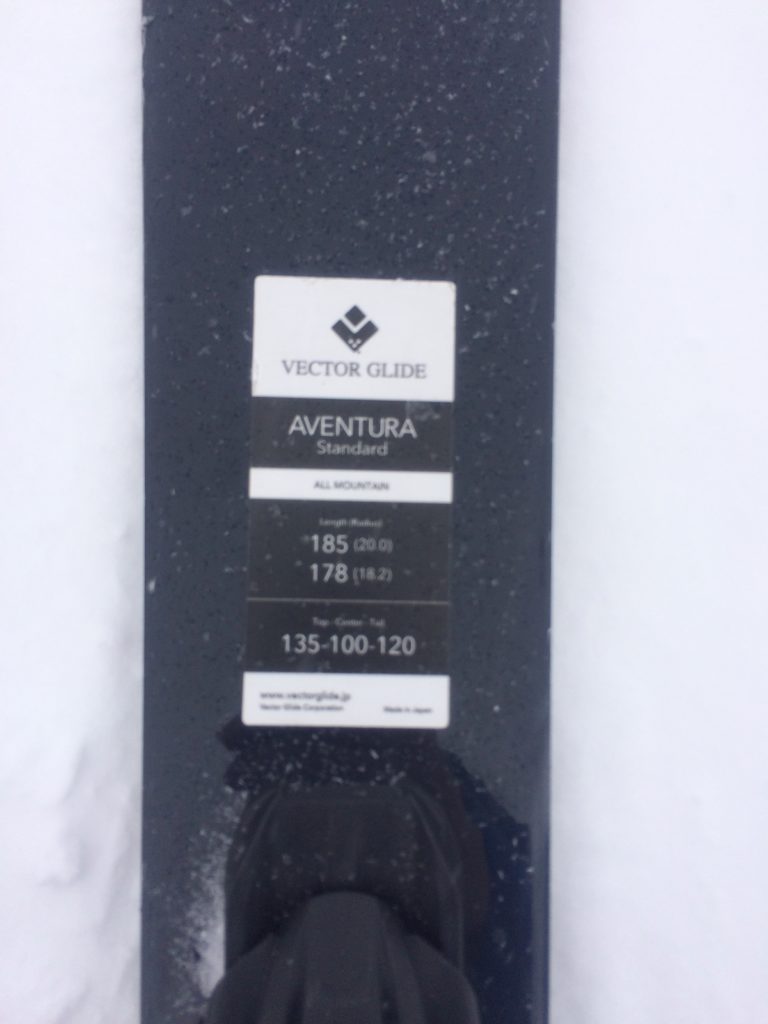 VECTOR GLIDE
AVENTURA
Standard
ALL MOUNTAIN
Length (Radius)
185 (20.0)
178 (18.2)
Top - Center - Tail
135-100-120
www.vectorglide.jp
Vector Glide Corporation
Made in Japan